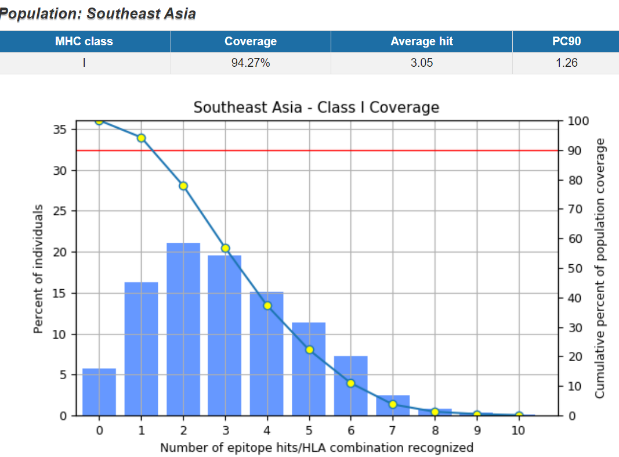 Population: Southeast Asia
MHC class Coverage Average hit PC90
I 94.27% 3.05 1.26
Southeast Asia - Class I Coverage
35
30
25
20
15
10
5
0
Percent of individuals
100
90
80
70
60
50
40
30
20
10
0
Cumulative percent of population coverage
0 1 2 3 4 5 6 7 8 9 10
Number of epitope hits/HLA combination recognized